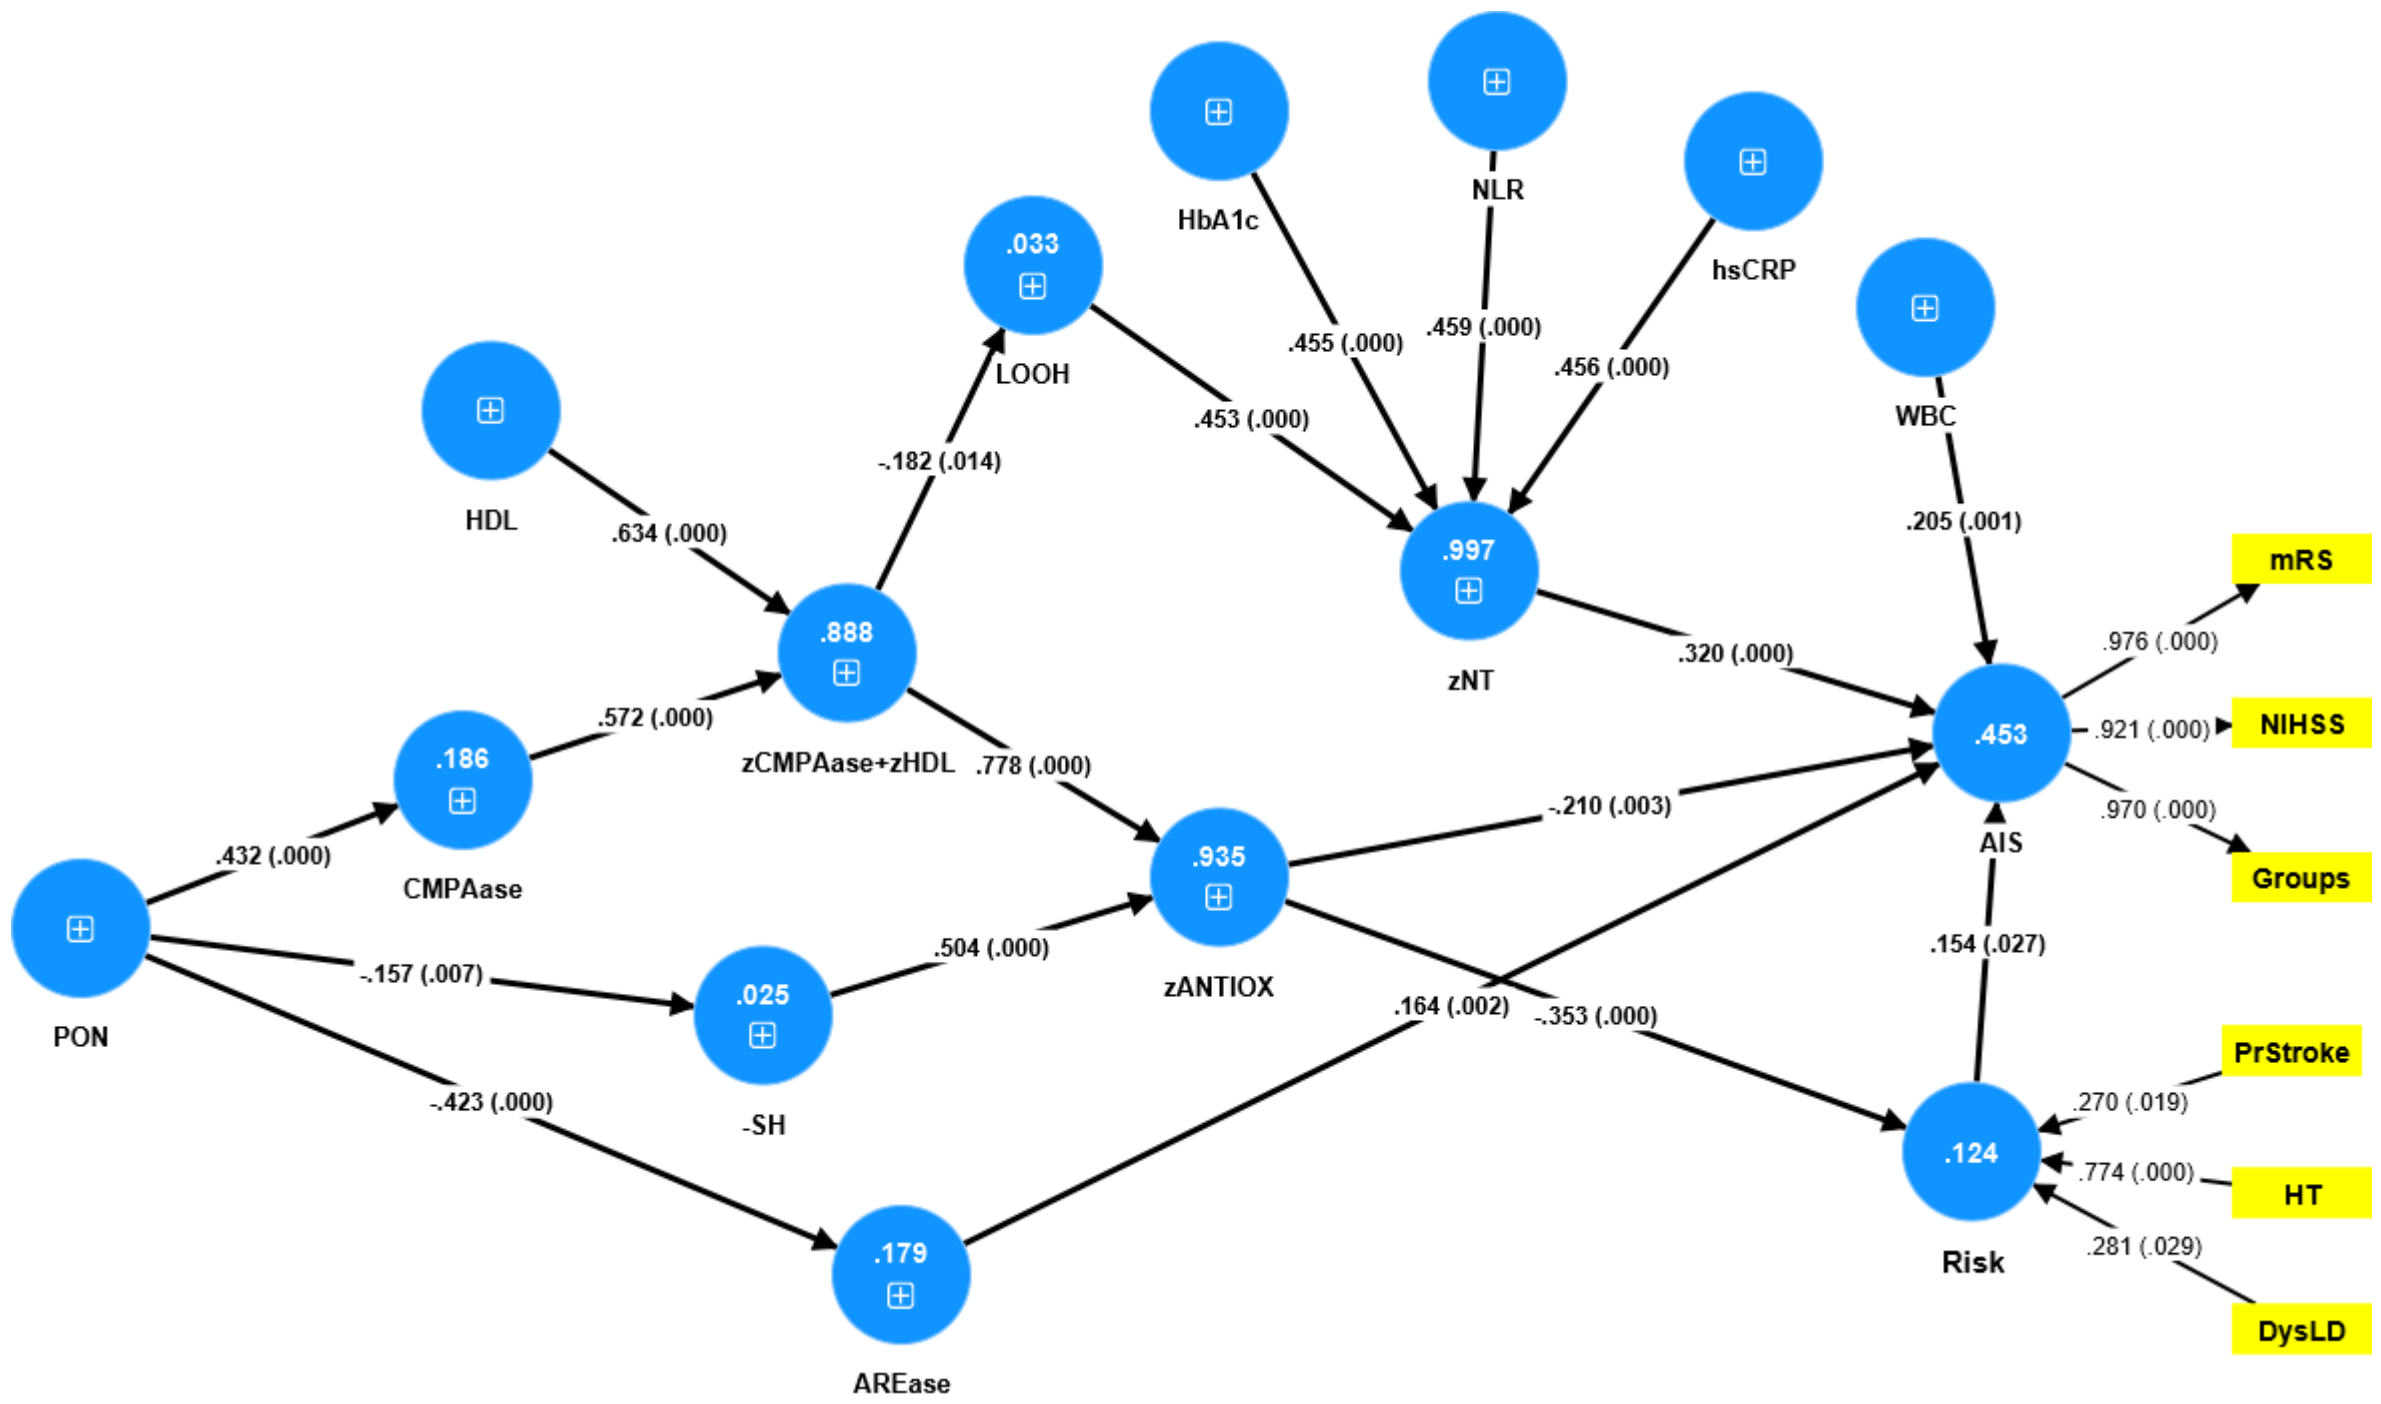 NLR
HbA1c
hsCRP
.033
LOOH
WBC
.455 (.000)
.459 (.000)
.456 (.000)
.453 (.000)
-.182 (.014)
HDL
.634 (.000)
.205 (.001)
.997
zNT
mRS
.976 (.000)
.888
zCMPAase+zHDL
.320 (.000)
.572 (.000)
.778 (.000)
.453
AIS
.921 (.000)
NIHSS
.970 (.000)
Groups
.186
CMPAase
.432 (.000)
-.210 (.003)
.935
zANTIOX
PON
-.157 (.007)
.504 (.000)
.154 (.027)
.025
-SH
.164 (.002)
-.353 (.000)
-.423 (.000)
PrStroke
.270 (.019)
.124
Risk
.774 (.000)
HT
.281 (.029)
DysLD
.179
AREase